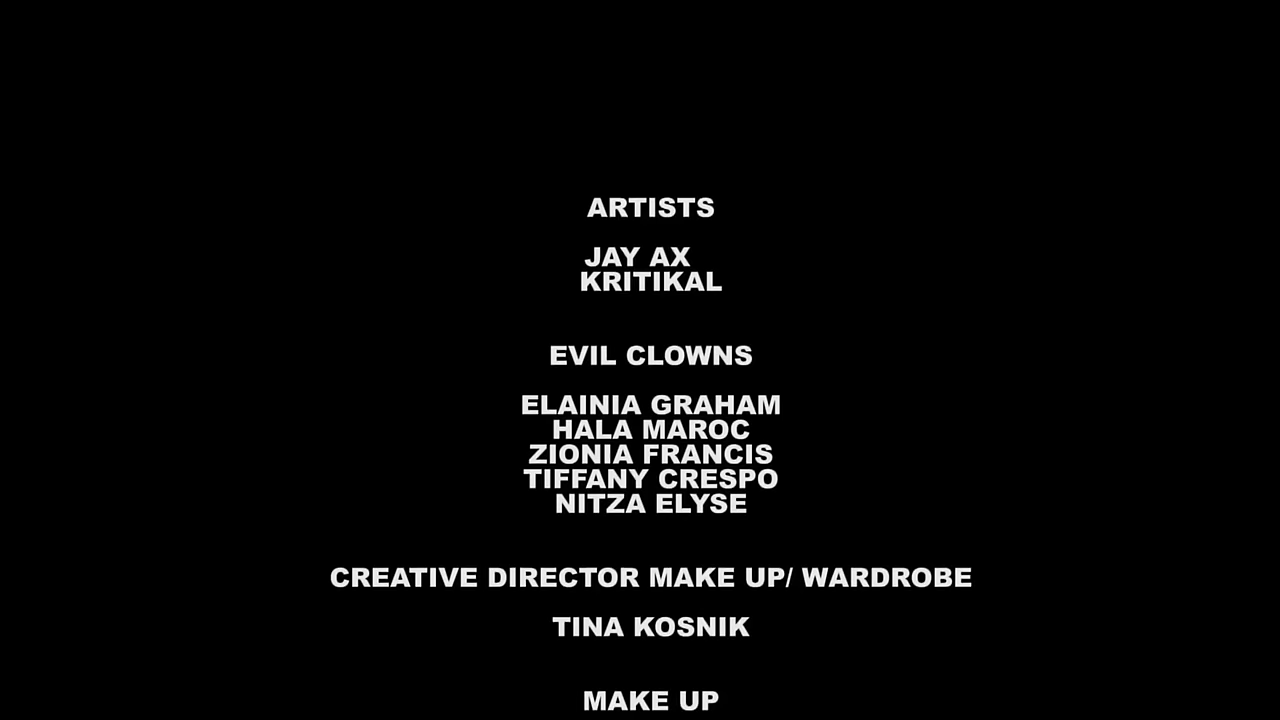 ARTISTS
JAY AX
KRITIKAL
EVIL CLOWNS
ELAINIA GRAHAM
HALA MAROC
ZIONIA FRANCIS
TIFFANY CRESPO
NITZA ELYSE
CREATIVE DIRECTOR MAKE UP/ WARDROBE
TINA KOSNIK
MAKE UP